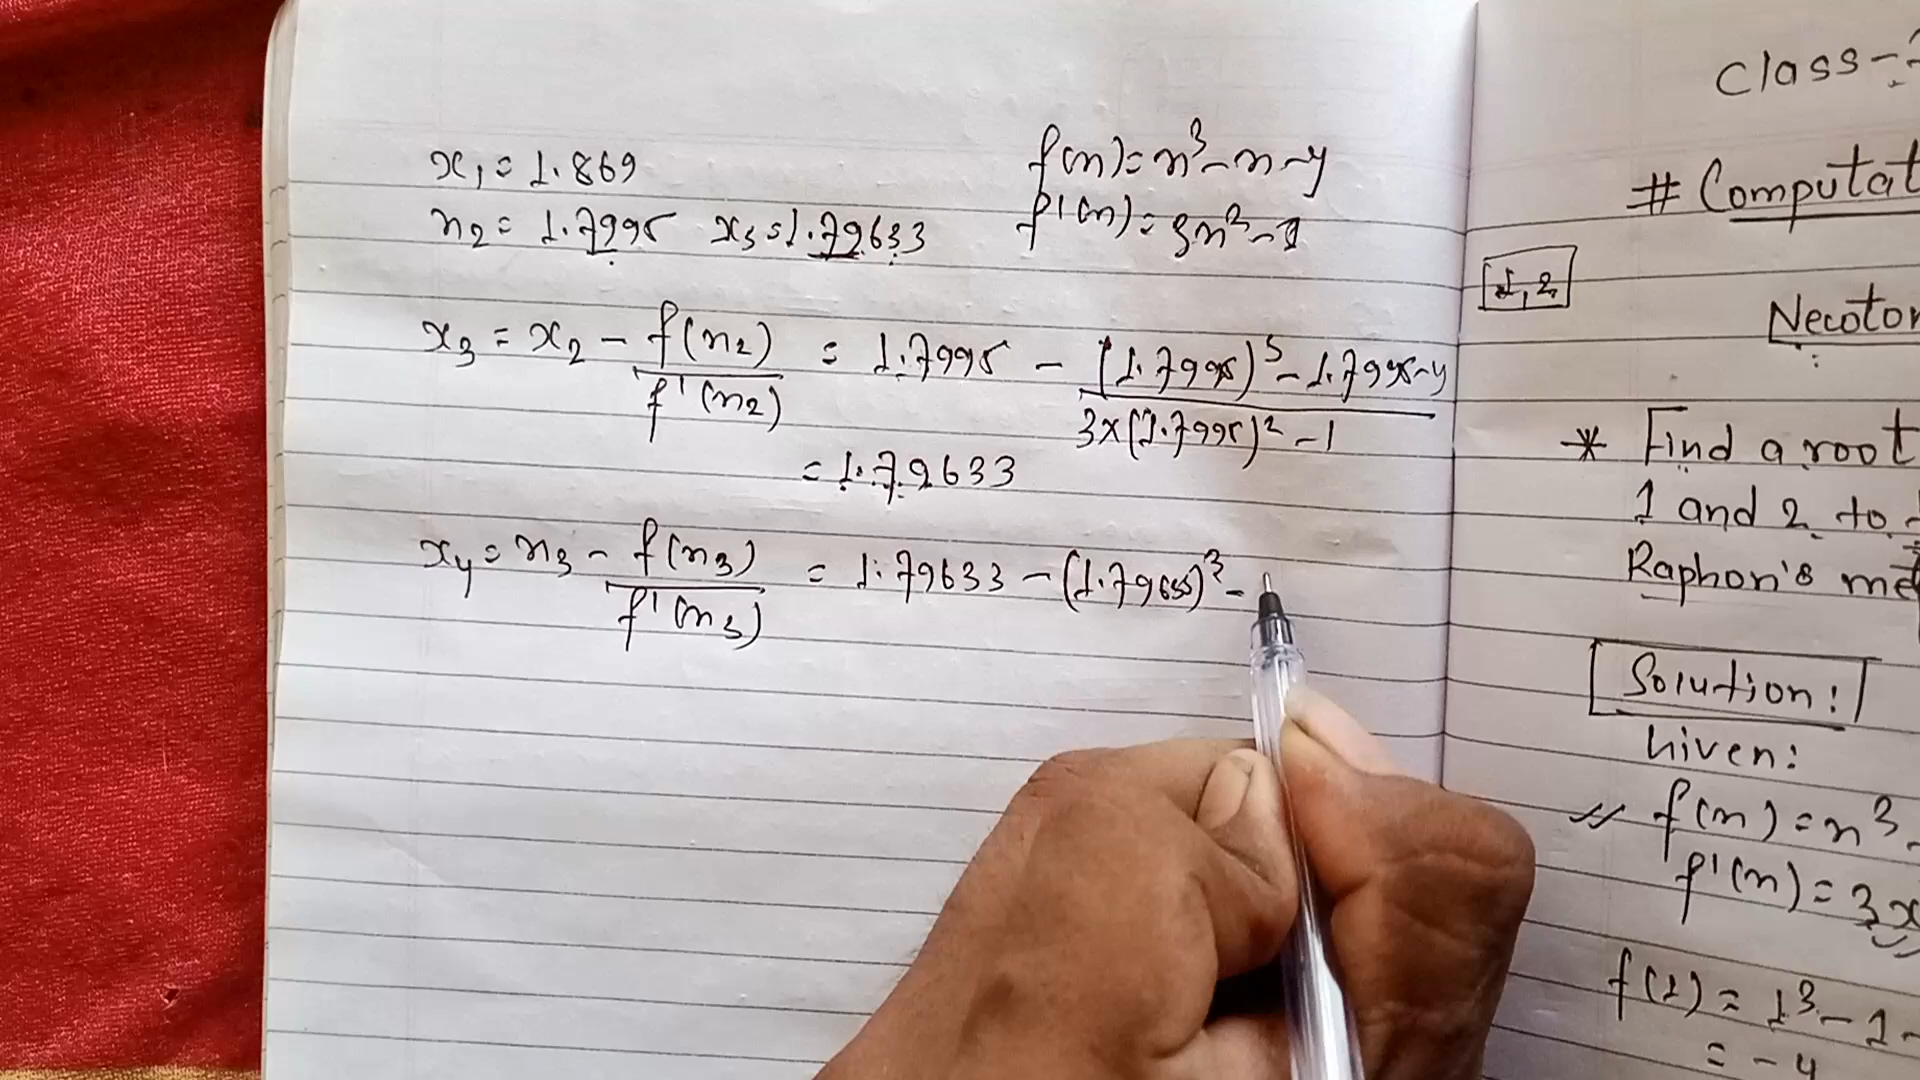 x₁ = 1.869
x₂ = 1.7995 x₃ = 1.79633
f(x) = x³ - x - 4
f'(x) = 3x² - 1
x₃ = x₂ - f(x₂) / f'(x₂) = 1.7995 - (1.7995)³ - 1.7995 - 4 / 3×(1.7995)² - 1
= 1.79633
x₄ = x₃ - f(x₃) / f'(x₃) = 1.79633 - (1.79633)³ -
Class-
# Computat
1, 2
Necoton
* Find a root
1 and 2 to
Raphon's me
Solution:
Given:
f(x) = x³ -
f'(x) = 3x
f(1) = 1³ - 1 -
= -4